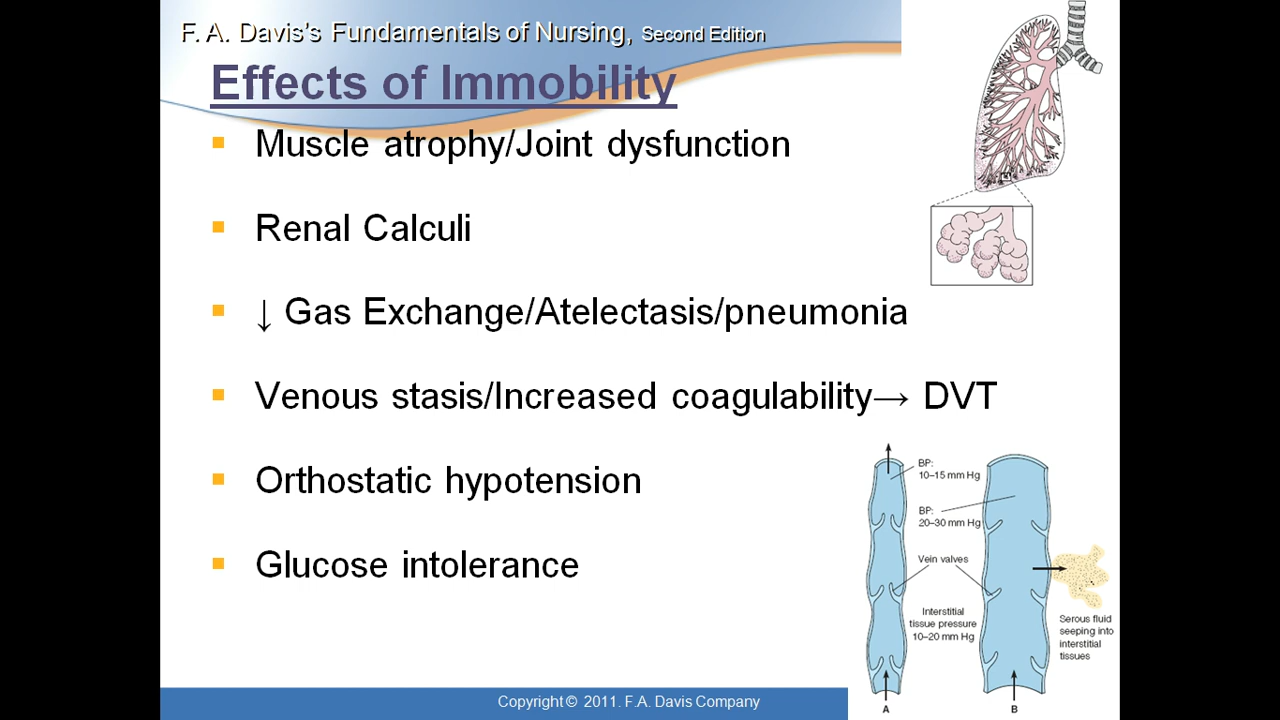 F. A. Davis's Fundamentals of Nursing, Second Edition
Effects of Immobility
Muscle atrophy/Joint dysfunction
Renal Calculi
↓ Gas Exchange/Atelectasis/pneumonia
Venous stasis/Increased coagulability→ DVT
Orthostatic hypotension
Glucose intolerance
BP:
10–15 mm Hg
BP:
20–30 mm Hg
Vein valves
Interstitial
tissue pressure
10–20 mm Hg
Serous fluid
seeping into
interstitial
tissues
A
B
Copyright © 2011. F.A. Davis Company